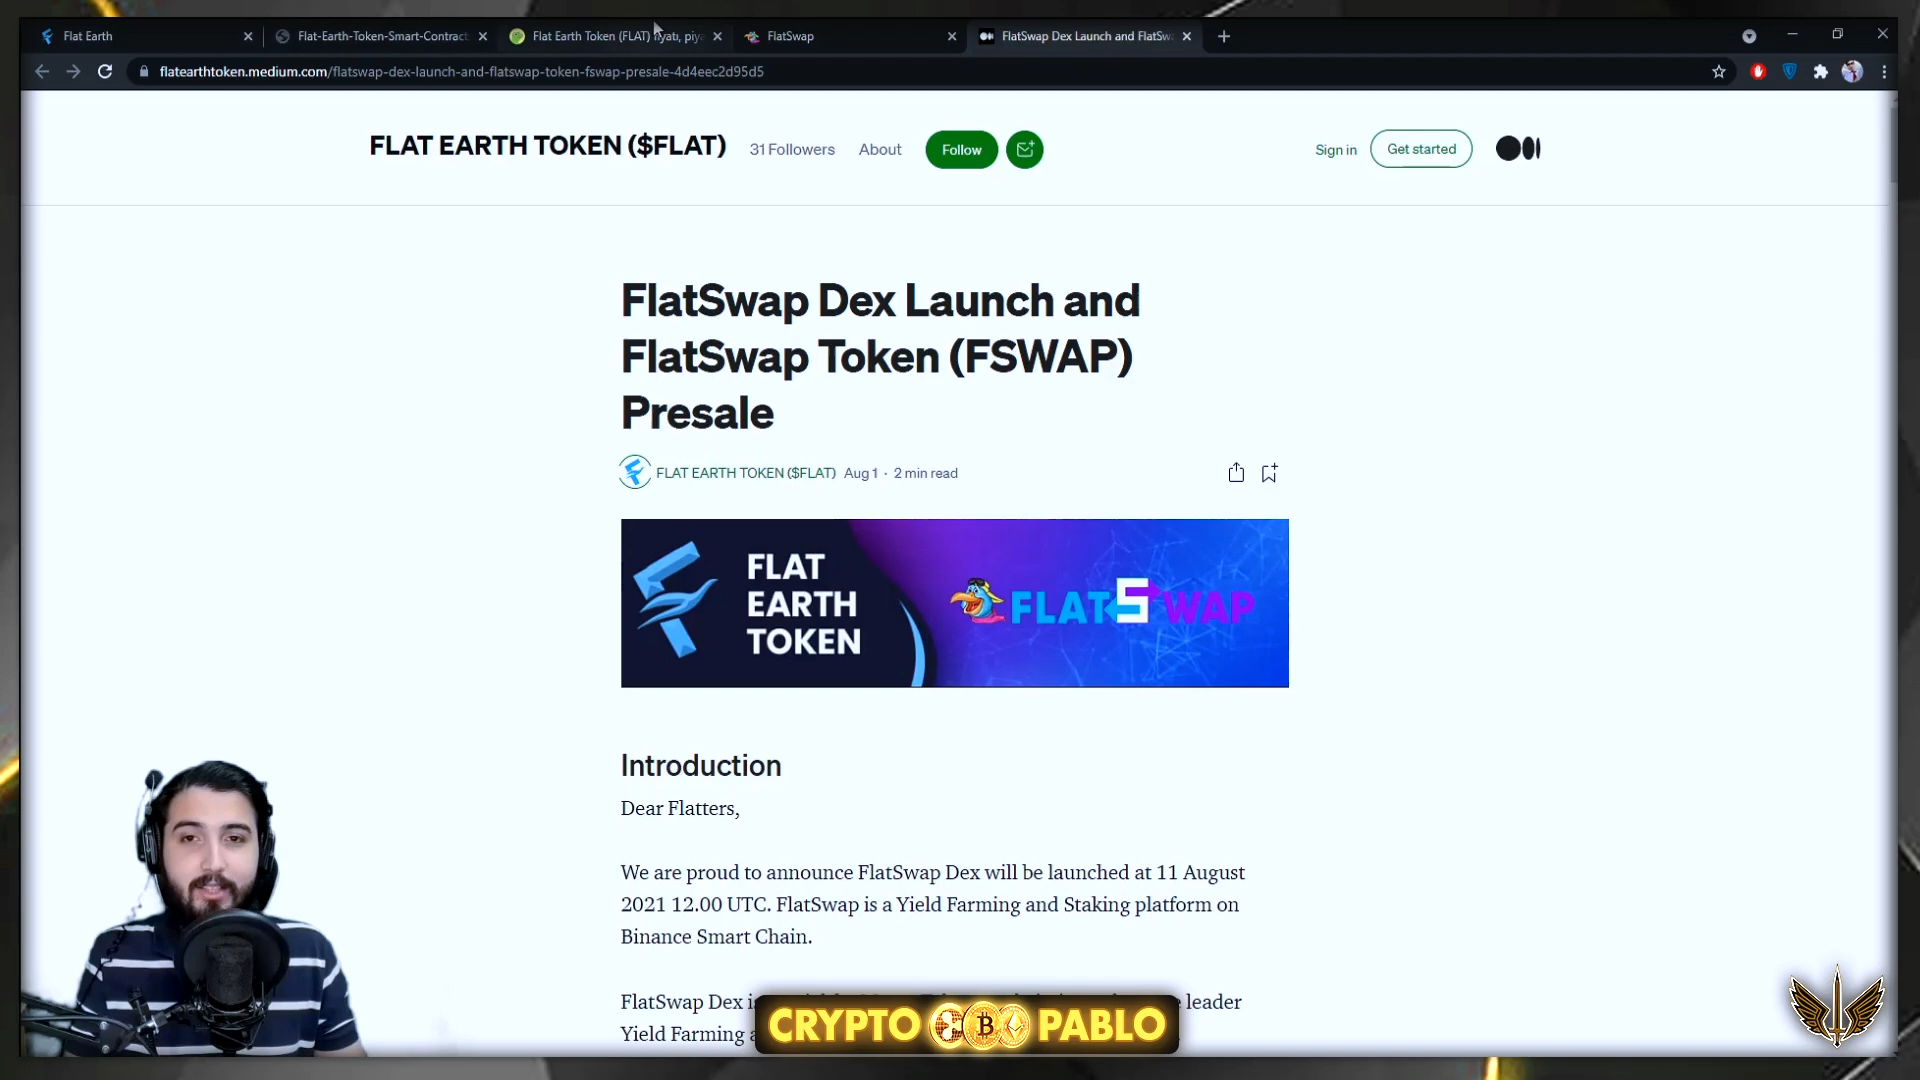 Flat Earth
Flat-Earth-Token-Smart-Contract
Flat Earth Token (FLAT) fiyatı, piya
FlatSwap
FlatSwap Dex Launch and FlatSw
flatearthtoken.medium.com/flatswap-dex-launch-and-flatswap-token-fswap-presale-4d4eec2d95d5
FLAT EARTH TOKEN ($FLAT)
31 Followers
About
Follow
Sign in
Get started
FlatSwap Dex Launch and
FlatSwap Token (FSWAP)
Presale
FLAT EARTH TOKEN ($FLAT) Aug 1 · 2 min read
FLAT
EARTH
TOKEN
FLATSWAP
Introduction
Dear Flatters,
We are proud to announce FlatSwap Dex will be launched at 11 August
2021 12.00 UTC. FlatSwap is a Yield Farming and Staking platform on
Binance Smart Chain.
FlatSwap Dex leader
Yield Farming
CRYPTO PABLO